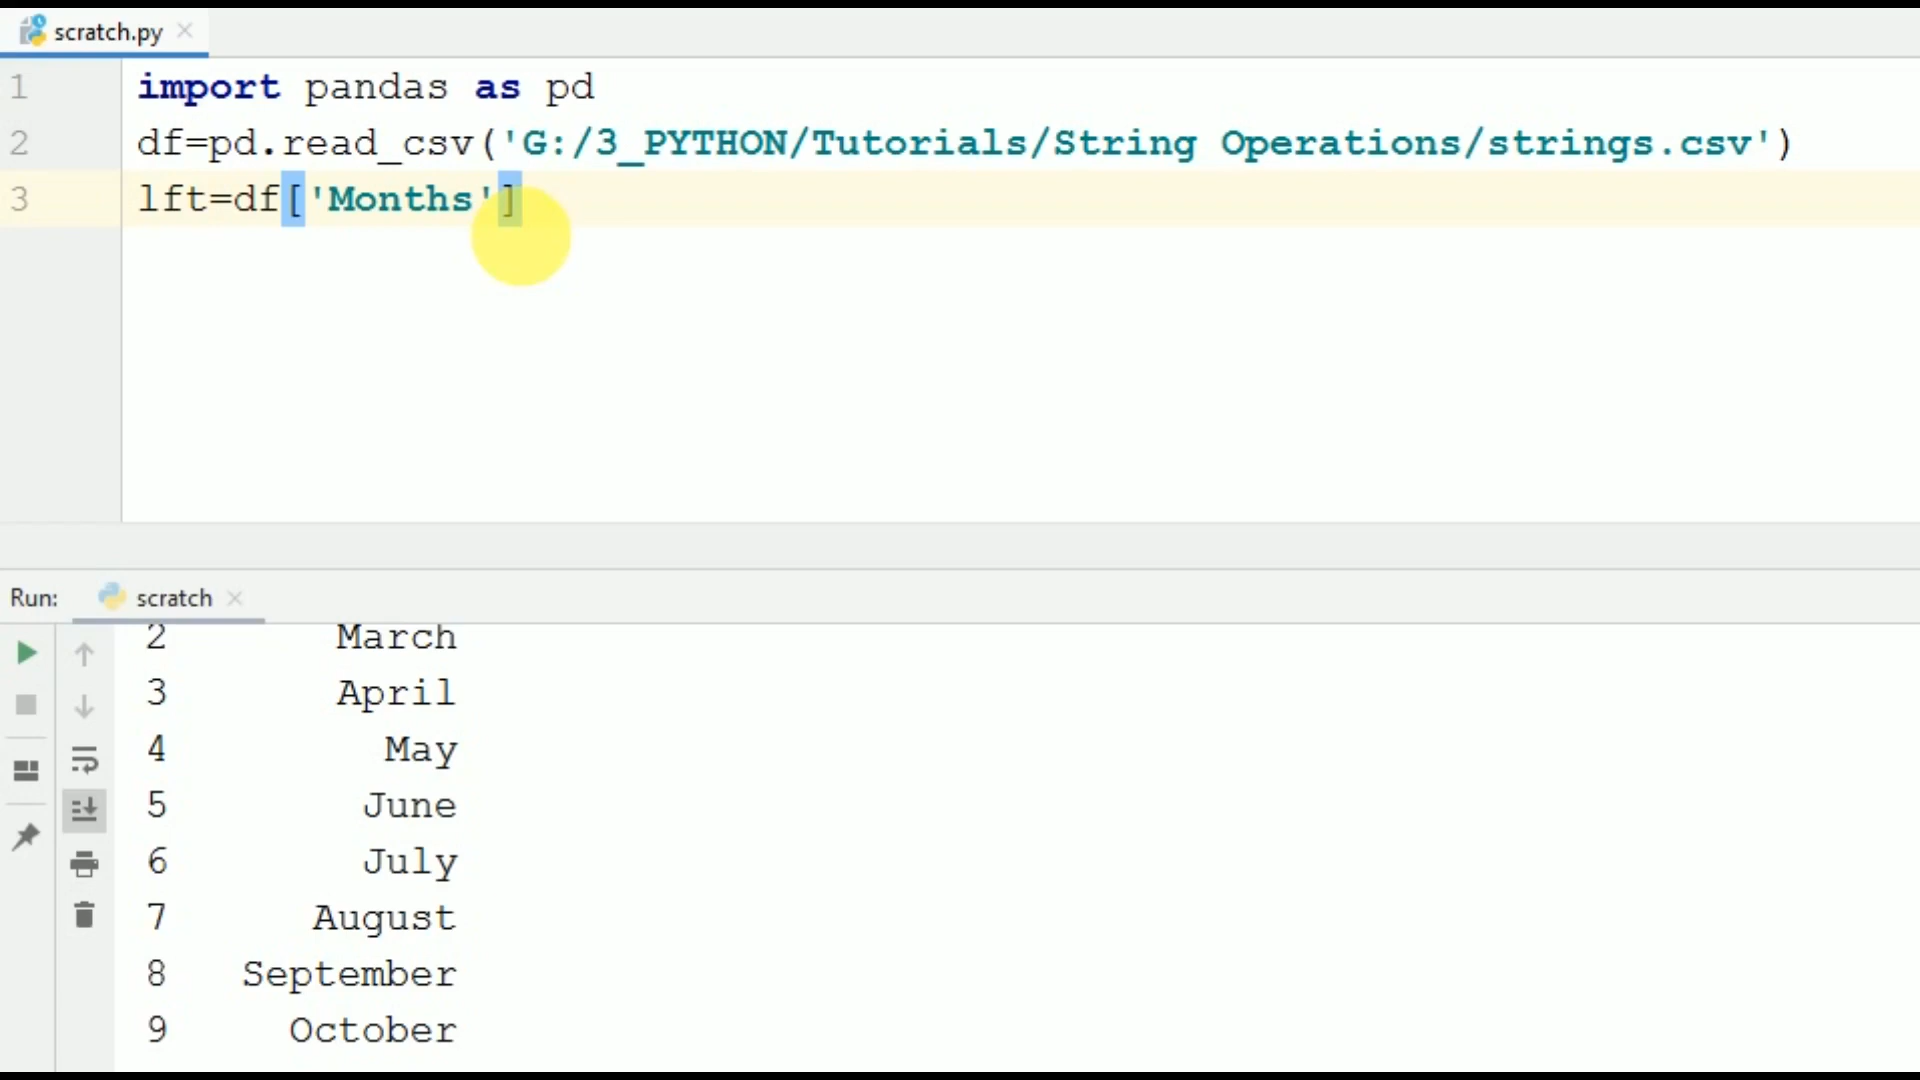 scratch.py
1 import pandas as pd
2 df=pd.read_csv('G:/3_PYTHON/Tutorials/String Operations/strings.csv')
3 lft=df['Months']
Run: scratch
2 March
3 April
4 May
5 June
6 July
7 August
8 September
9 October